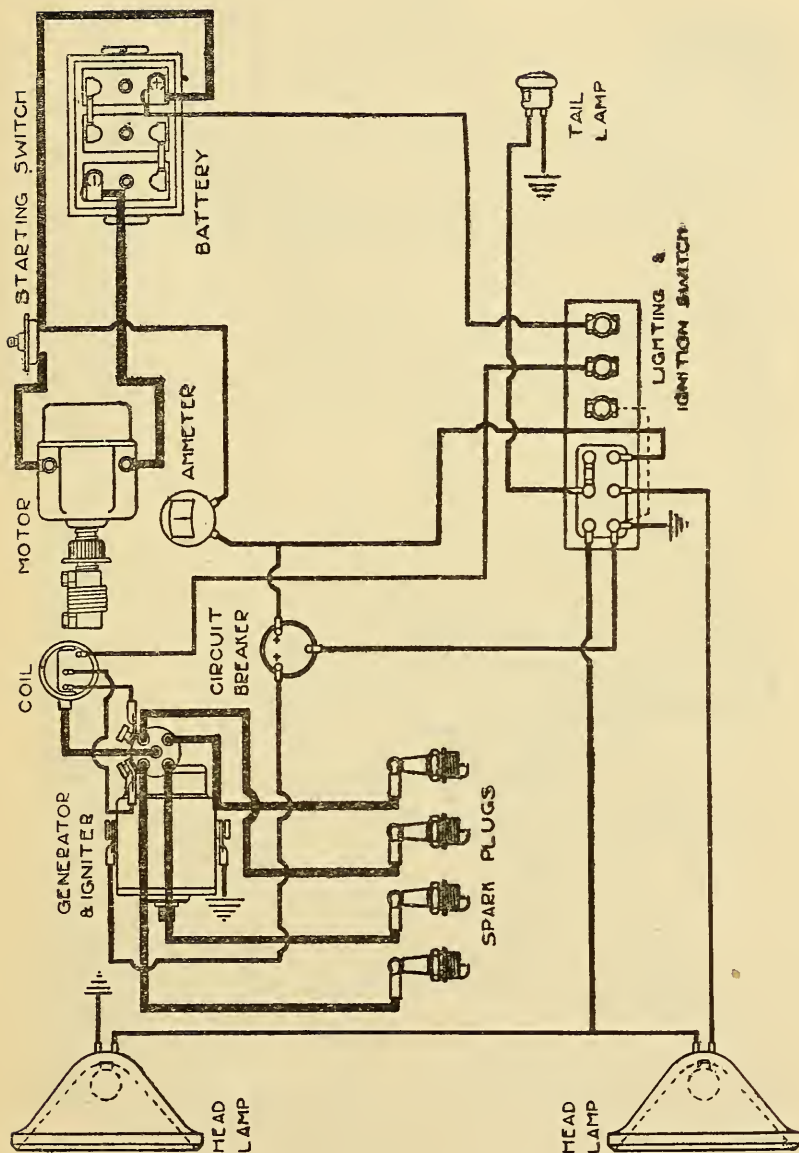 STARTING SWITCH
BATTERY
TAIL
LAMP
MOTOR
AMMETER
LIGHTING &
IGNITION SWITCH
COIL
CIRCUIT
BREAKER
GENERATOR
& IGNITER
SPARK PLUGS
HEAD
LAMP
HEAD
LAMP
+
+
+